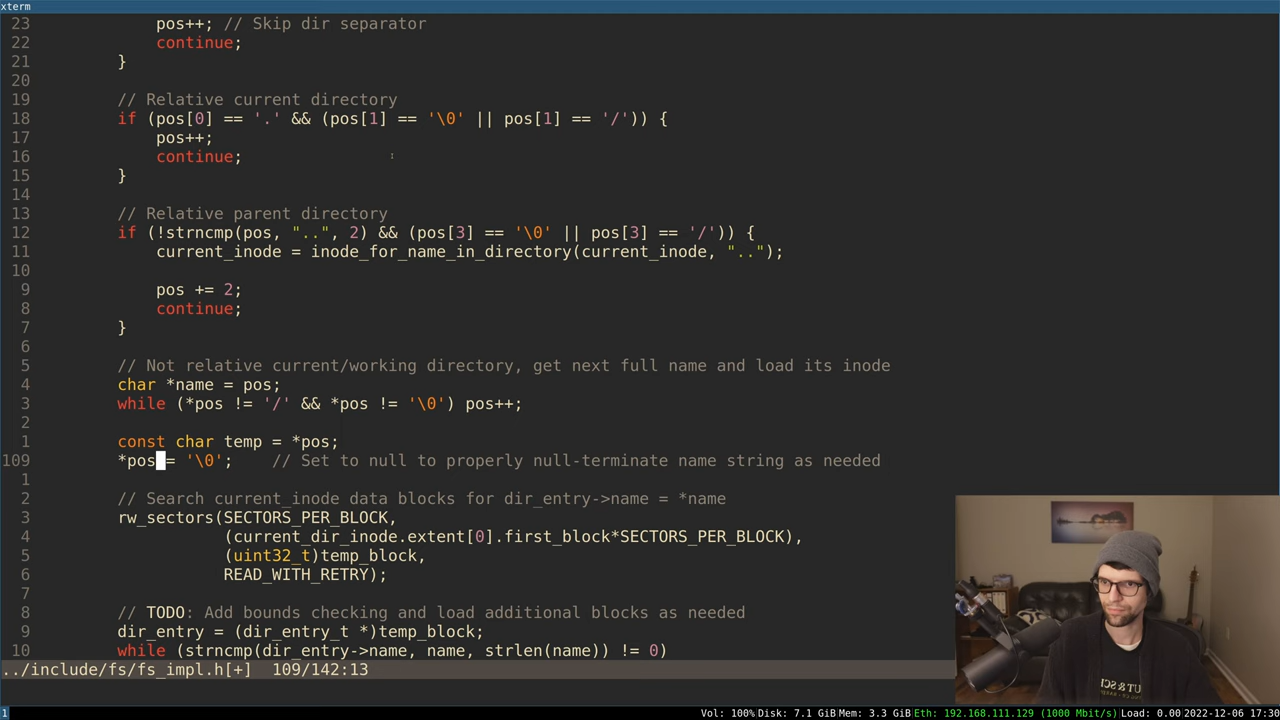 xterm
23 pos++; // Skip dir separator
22 continue;
21 }
20
19 // Relative current directory
18 if (pos[0] == '.' && (pos[1] == '\0' || pos[1] == '/')) {
17 pos++;
16 continue;
15 }
14
13 // Relative parent directory
12 if (!strncmp(pos, "..", 2) && (pos[3] == '\0' || pos[3] == '/')) {
11 current_inode = inode_for_name_in_directory(current_inode, "..");
10
9 pos += 2;
8 continue;
7 }
6
5 // Not relative current/working directory, get next full name and load its inode
4 char *name = pos;
3 while (*pos != '/' && *pos != '\0') pos++;
2
1 const char temp = *pos;
109 *pos = '\0'; // Set to null to properly null-terminate name string as needed
1
2 // Search current_inode data blocks for dir_entry->name = *name
3 rw_sectors(SECTORS_PER_BLOCK,
4 (current_dir_inode.extent[0].first_block*SECTORS_PER_BLOCK),
5 (uint32_t)temp_block,
6 READ_WITH_RETRY);
7
8 // TODO: Add bounds checking and load additional blocks as needed
9 dir_entry = (dir_entry_t *)temp_block;
10 while (strncmp(dir_entry->name, name, strlen(name)) != 0)
../include/fs/fs_impl.h[+] 109/142:13
1 Vol: 100% Disk: 7.1 GiB Mem: 3.3 GiB Eth: 192.168.111.129 (1000 Mbit/s) Load: 0.00 2022-12-06 17:30